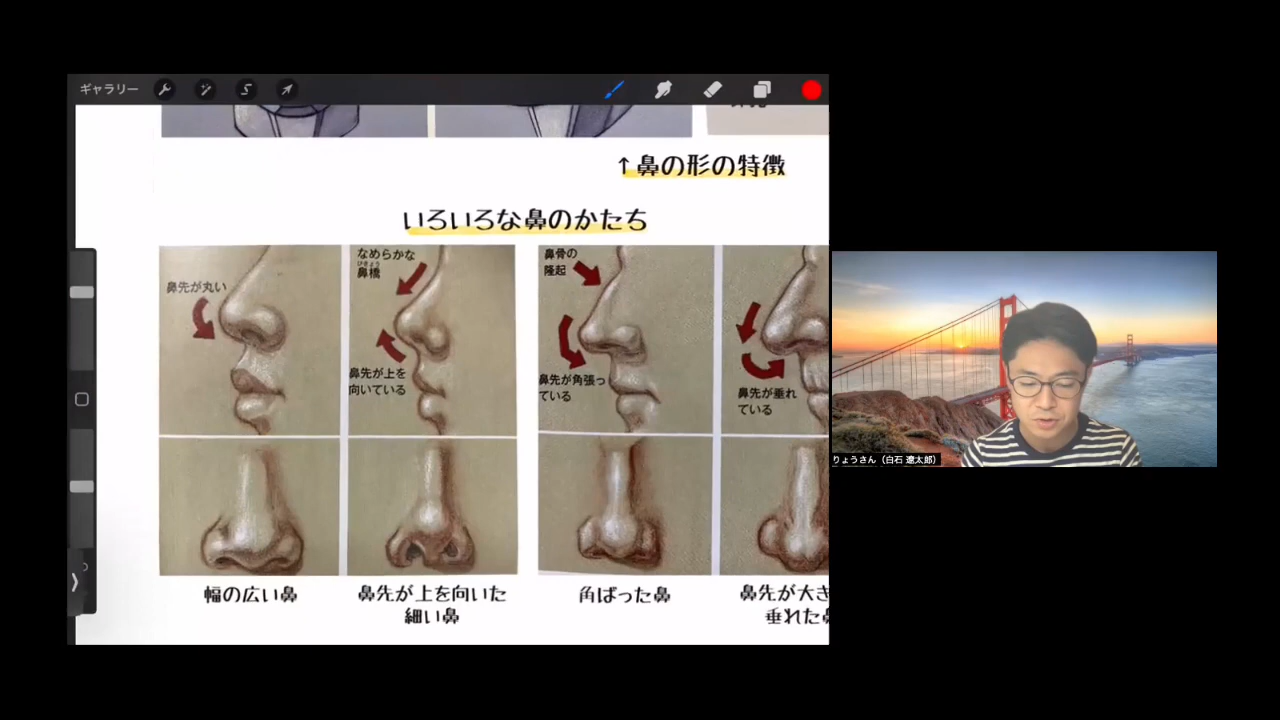 ギャラリー
↑鼻の形の特徴
いろいろな鼻のかたち
鼻先が丸い
なめらかな
びきょう
鼻橋
鼻先が上を
向いている
鼻骨の
隆起
鼻先が角張っ
ている
鼻先が垂れ
ている
幅の広い鼻
鼻先が上を向いた
細い鼻
角ばった鼻
鼻先が大き
垂れた鼻
りょうさん（白石 遼太郎）